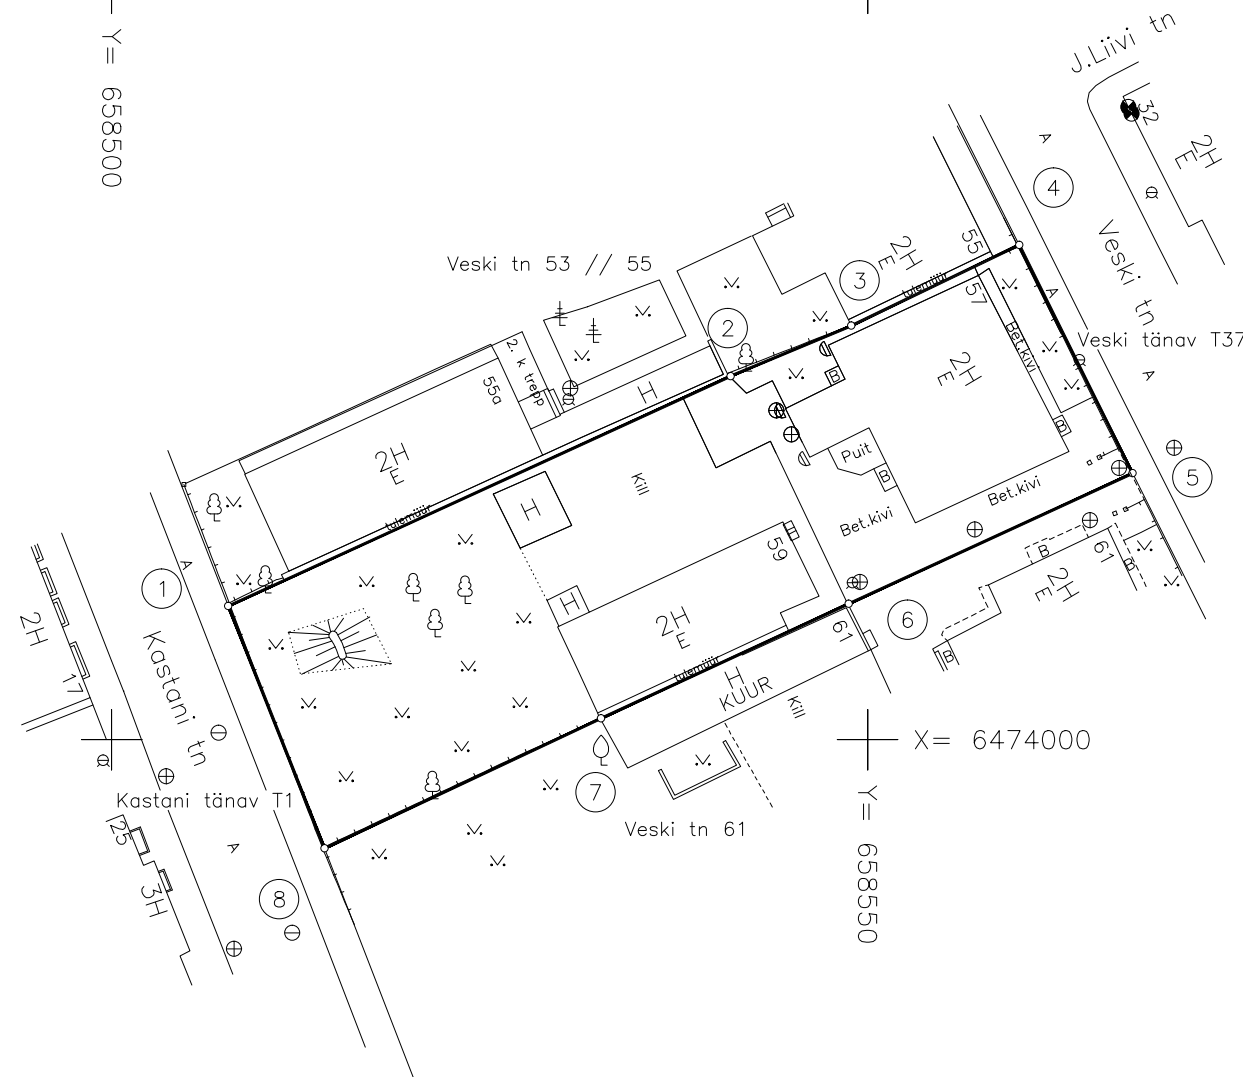 Y= 658500
J.Liivi tn
32
2H
E
A
4
Veski tn
55
2H
E
Veski tn 53 // 55
3
tulemüür
57
A
2
Bet.kivi
Veski tänav T37
2. k trepp
2H
E
A
55a
B
H
B
2H
E
Puit
Kill
5
B
Bet.kivi
tulemüür
H
Bet.kivi
A
59
61
B
B
2H
E
1
H
2H
2H
E
6
61
B
Kastani tn
tulemüür
H
17
KUUR
Kill
X= 6474000
7
Kastani tänav T1
Y= 658550
25
Veski tn 61
A
3H
8